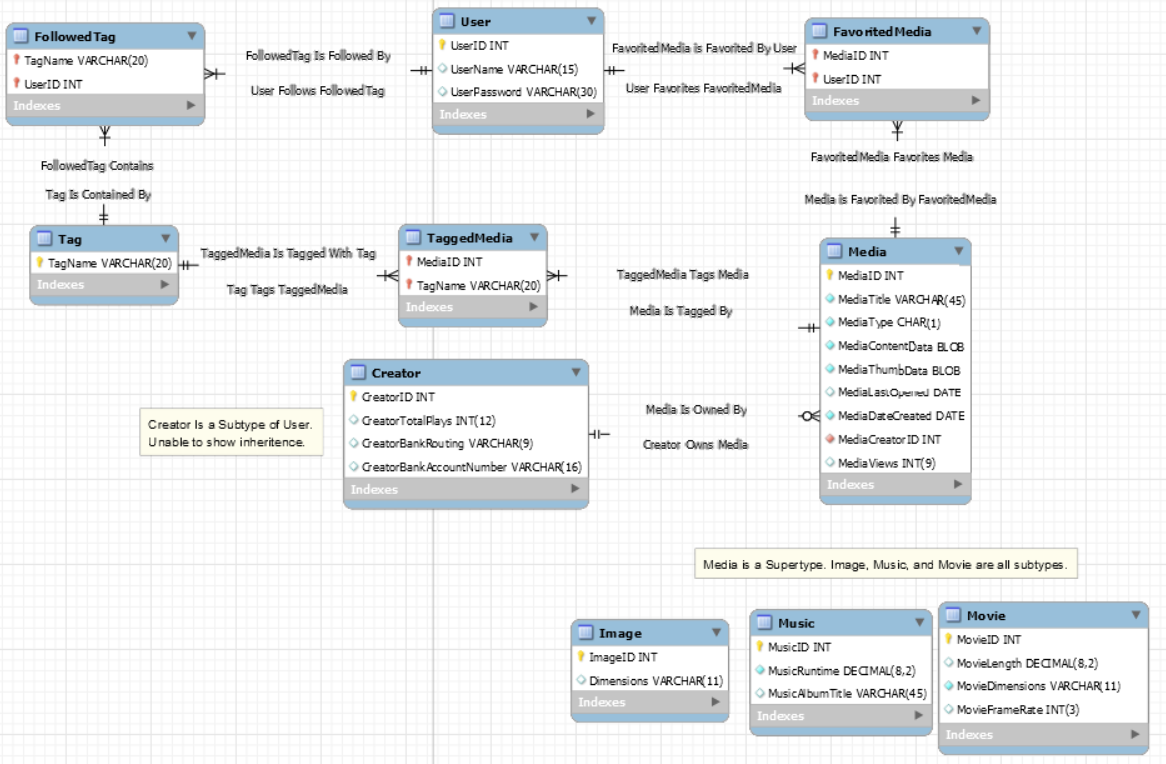 FollowedTag
TagName VARCHAR(20)
UserID INT
Indexes
FollowedTag Is Followed By
User Follows FollowedTag
User
UserID INT
UserName VARCHAR(15)
UserPassword VARCHAR(30)
Indexes
FavoritedMedia is Favorited By User
User Favorites FavoritedMedia
FavoritedMedia
MediaID INT
UserID INT
Indexes
FollowedTag Contains
Tag Is Contained By
FavoritedMedia Favorites Media
Media is Favorited By FavoritedMedia
Tag
TagName VARCHAR(20)
Indexes
TaggedMedia Is Tagged With Tag
Tag Tags TaggedMedia
TaggedMedia
MediaID INT
TagName VARCHAR(20)
Indexes
TaggedMedia Tags Media
Media Is Tagged By
Media
MediaID INT
MediaTitle VARCHAR(45)
MediaType CHAR(1)
MediaContentData BLOB
MediaThumbData BLOB
MediaLastOpened DATE
MediaDateCreated DATE
MediaCreatorID INT
MediaViews INT(9)
Indexes
Creator Is a Subtype of User.
Unable to show inheritence.
Creator
CreatorID INT
CreatorTotalPlays INT(12)
CreatorBankRouting VARCHAR(9)
CreatorBankAccountNumber VARCHAR(16)
Indexes
Media Is Owned By
Creator Owns Media
Media is a Supertype. Image, Music, and Movie are all subtypes.
Image
ImageID INT
Dimensions VARCHAR(11)
Indexes
Music
MusicID INT
MusicRuntime DECIMAL(8,2)
MusicAlbumTitle VARCHAR(45)
Indexes
Movie
MovieID INT
MovieLength DECIMAL(8,2)
MovieDimensions VARCHAR(11)
MovieFrameRate INT(3)
Indexes